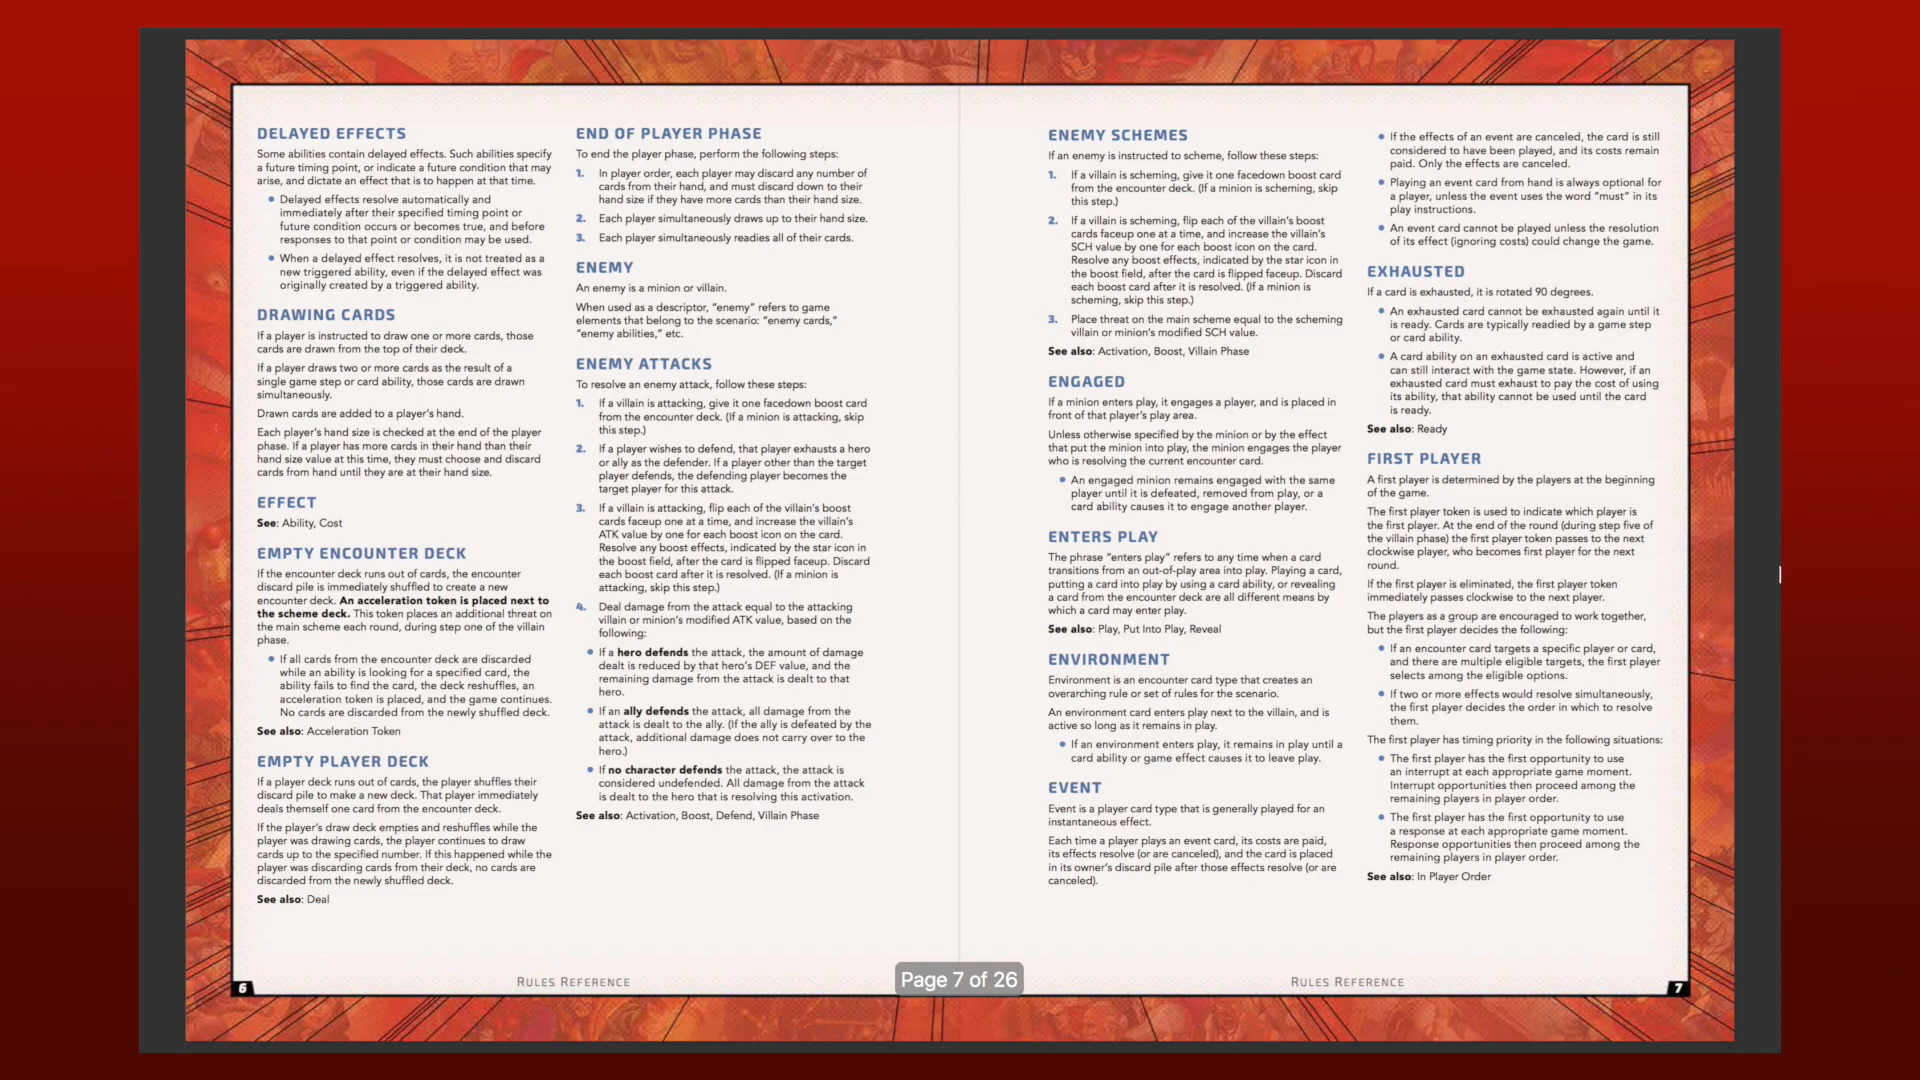 DELAYED EFFECTS
Some abilities contain delayed effects. Such abilities specify
a future timing point, or indicate a future condition that may
arise, and dictate an effect that is to happen at that time.
• Delayed effects resolve automatically and
immediately after their specified timing point or
future condition occurs or becomes true, and before
responses to that point or condition may be used.
• When a delayed effect resolves, it is not treated as a
new triggered ability, even if the delayed effect was
originally created by a triggered ability.
DRAWING CARDS
If a player is instructed to draw one or more cards, those
cards are drawn from the top of their deck.
If a player draws two or more cards as the result of a
single game step or card ability, those cards are drawn
simultaneously.
Drawn cards are added to a player's hand.
Each player's hand size is checked at the end of the player
phase. If a player has more cards in their hand than their
hand size value at this time, they must choose and discard
cards from hand until they are at their hand size.
EFFECT
See: Ability, Cost
EMPTY ENCOUNTER DECK
If the encounter deck runs out of cards, the encounter
discard pile is immediately shuffled to create a new
encounter deck. An acceleration token is placed next to
the scheme deck. This token places an additional threat on
the main scheme each round, during step one of the villain
phase.
• If all cards from the encounter deck are discarded
while an ability is looking for a specified card, the
ability fails to find the card, the deck reshuffles, an
acceleration token is placed, and the game continues.
No cards are discarded from the newly shuffled deck.
See also: Acceleration Token
EMPTY PLAYER DECK
If a player deck runs out of cards, the player shuffles their
discard pile to make a new deck. That player immediately
deals themself one card from the encounter deck.
If the player's draw deck empties and reshuffles while the
player was drawing cards, the player continues to draw
cards up to the specified number. If this happened while the
player was discarding cards from their deck, no cards are
discarded from the newly shuffled deck.
See also: Deal
END OF PLAYER PHASE
To end the player phase, perform the following steps:
1. In player order, each player may discard any number of
cards from their hand, and must discard down to their
hand size if they have more cards than their hand size.
2. Each player simultaneously draws up to their hand size.
3. Each player simultaneously readies all of their cards.
ENEMY
An enemy is a minion or villain.
When used as a descriptor, “enemy” refers to game
elements that belong to the scenario: “enemy cards,”
“enemy abilities,” etc.
ENEMY ATTACKS
To resolve an enemy attack, follow these steps:
1. If a villain is attacking, give it one facedown boost card
from the encounter deck. (If a minion is attacking, skip
this step.)
2. If a player wishes to defend, that player exhausts a hero
or ally as the defender. If a player other than the target
player defends, the defending player becomes the
target player for this attack.
3. If a villain is attacking, flip each of the villain's boost
cards faceup one at a time, and increase the villain's
ATK value by one for each boost icon on the card.
Resolve any boost effects, indicated by the star icon in
the boost field, after the card is flipped faceup. Discard
each boost card after it is resolved. (If a minion is
attacking, skip this step.)
4. Deal damage from the attack equal to the attacking
villain or minion's modified ATK value, based on the
following:
• If a hero defends the attack, the amount of damage
dealt is reduced by that hero's DEF value, and the
remaining damage from the attack is dealt to that
hero.
• If an ally defends the attack, all damage from the
attack is dealt to the ally. (If the ally is defeated by the
attack, additional damage does not carry over to the
hero.)
• If no character defends the attack, the attack is
considered undefended. All damage from the attack
is dealt to the hero that is resolving this activation.
See also: Activation, Boost, Defend, Villain Phase
6
RULES REFERENCE
ENEMY SCHEMES
If an enemy is instructed to scheme, follow these steps:
1. If a villain is scheming, give it one facedown boost card
from the encounter deck. (If a minion is scheming, skip
this step.)
2. If a villain is scheming, flip each of the villain's boost
cards faceup one at a time, and increase the villain's
SCH value by one for each boost icon on the card.
Resolve any boost effects, indicated by the star icon in
the boost field, after the card is flipped faceup. Discard
each boost card after it is resolved. (If a minion is
scheming, skip this step.)
3. Place threat on the main scheme equal to the scheming
villain or minion's modified SCH value.
See also: Activation, Boost, Villain Phase
ENGAGED
If a minion enters play, it engages a player, and is placed in
front of that player's play area.
Unless otherwise specified by the minion or by the effect
that put the minion into play, the minion engages the player
who is resolving the current encounter card.
• An engaged minion remains engaged with the same
player until it is defeated, removed from play, or a
card ability causes it to engage another player.
ENTERS PLAY
The phrase “enters play” refers to any time when a card
transitions from an out-of-play area into play. Playing a card,
putting a card into play by using a card ability, or revealing
a card from the encounter deck are all different means by
which a card may enter play.
See also: Play, Put Into Play, Reveal
ENVIRONMENT
Environment is an encounter card type that creates an
overarching rule or set of rules for the scenario.
An environment card enters play next to the villain, and is
active so long as it remains in play.
• If an environment enters play, it remains in play until a
card ability or game effect causes it to leave play.
EVENT
Event is a player card type that is generally played for an
instantaneous effect.
Each time a player plays an event card, its costs are paid,
its effects resolve (or are canceled), and the card is placed
in its owner's discard pile after those effects resolve (or are
canceled).
• If the effects of an event are canceled, the card is still
considered to have been played, and its costs remain
paid. Only the effects are canceled.
• Playing an event card from hand is always optional for
a player, unless the event uses the word “must” in its
play instructions.
• An event card cannot be played unless the resolution
of its effect (ignoring costs) could change the game.
EXHAUSTED
If a card is exhausted, it is rotated 90 degrees.
• An exhausted card cannot be exhausted again until it
is ready. Cards are typically readied by a game step
or card ability.
• A card ability on an exhausted card is active and
can still interact with the game state. However, if an
exhausted card must exhaust to pay the cost of using
its ability, that ability cannot be used until the card
is ready.
See also: Ready
FIRST PLAYER
A first player is determined by the players at the beginning
of the game.
The first player token is used to indicate which player is
the first player. At the end of the round (during step five of
the villain phase) the first player token passes to the next
clockwise player, who becomes first player for the next
round.
If the first player is eliminated, the first player token
immediately passes clockwise to the next player.
The players as a group are encouraged to work together,
but the first player decides the following:
• If an encounter card targets a specific player or card,
and there are multiple eligible targets, the first player
selects among the eligible options.
• If two or more effects would resolve simultaneously,
the first player decides the order in which to resolve
them.
The first player has timing priority in the following situations:
• The first player has the first opportunity to use
an interrupt at each appropriate game moment.
Interrupt opportunities then proceed among the
remaining players in player order.
• The first player has the first opportunity to use
a response at each appropriate game moment.
Response opportunities then proceed among the
remaining players in player order.
See also: In Player Order
RULES REFERENCE
7
Page 7 of 26